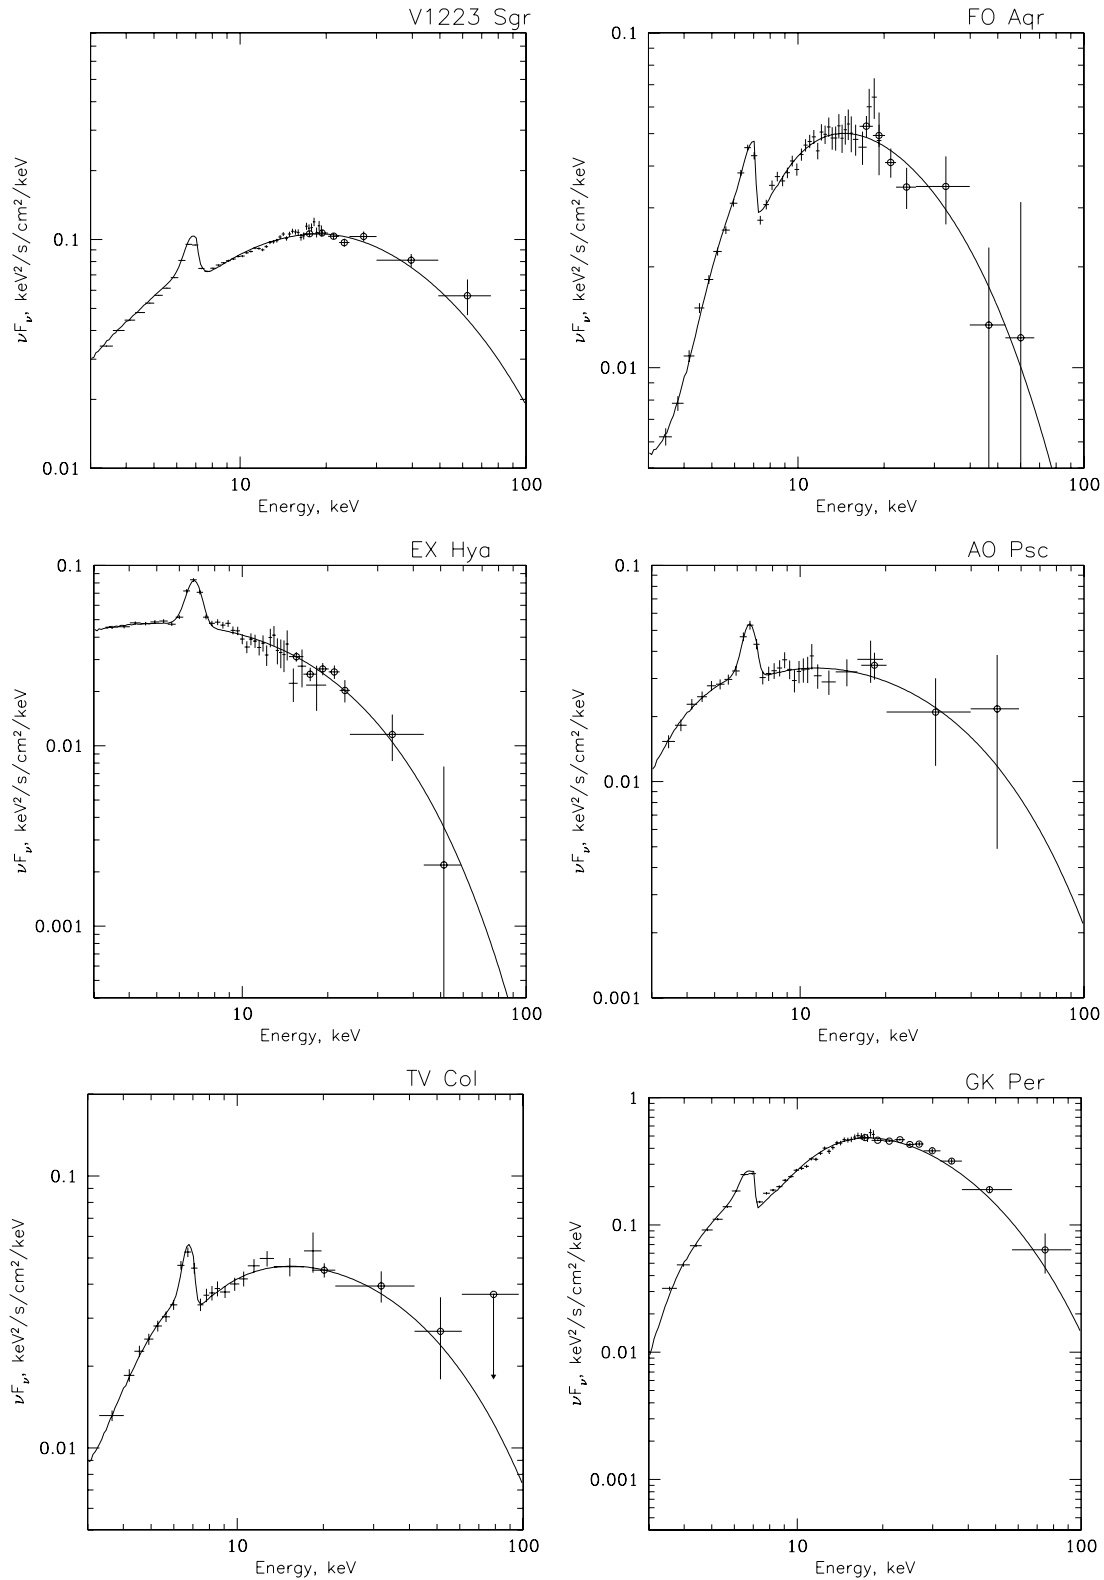 V1223 Sgr
νFν, keV²/s/cm²/keV
0.1
0.01
10
100
Energy, keV
FO Aqr
νFν, keV²/s/cm²/keV
0.1
0.01
10
100
Energy, keV
EX Hya
νFν, keV²/s/cm²/keV
0.1
0.01
0.001
10
100
Energy, keV
AO Psc
νFν, keV²/s/cm²/keV
0.1
0.01
0.001
10
100
Energy, keV
TV Col
νFν, keV²/s/cm²/keV
0.1
0.01
10
100
Energy, keV
GK Per
νFν, keV²/s/cm²/keV
1
0.1
0.01
0.001
10
100
Energy, keV